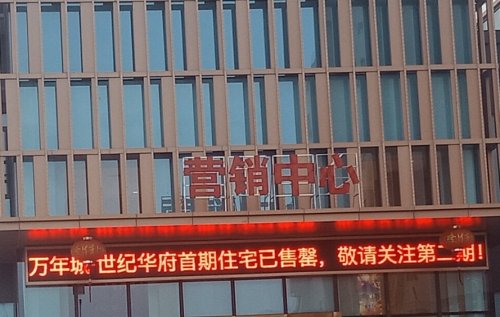 营销中心
万年城·世纪华府首期住宅已售罄，敬请关注第二期！